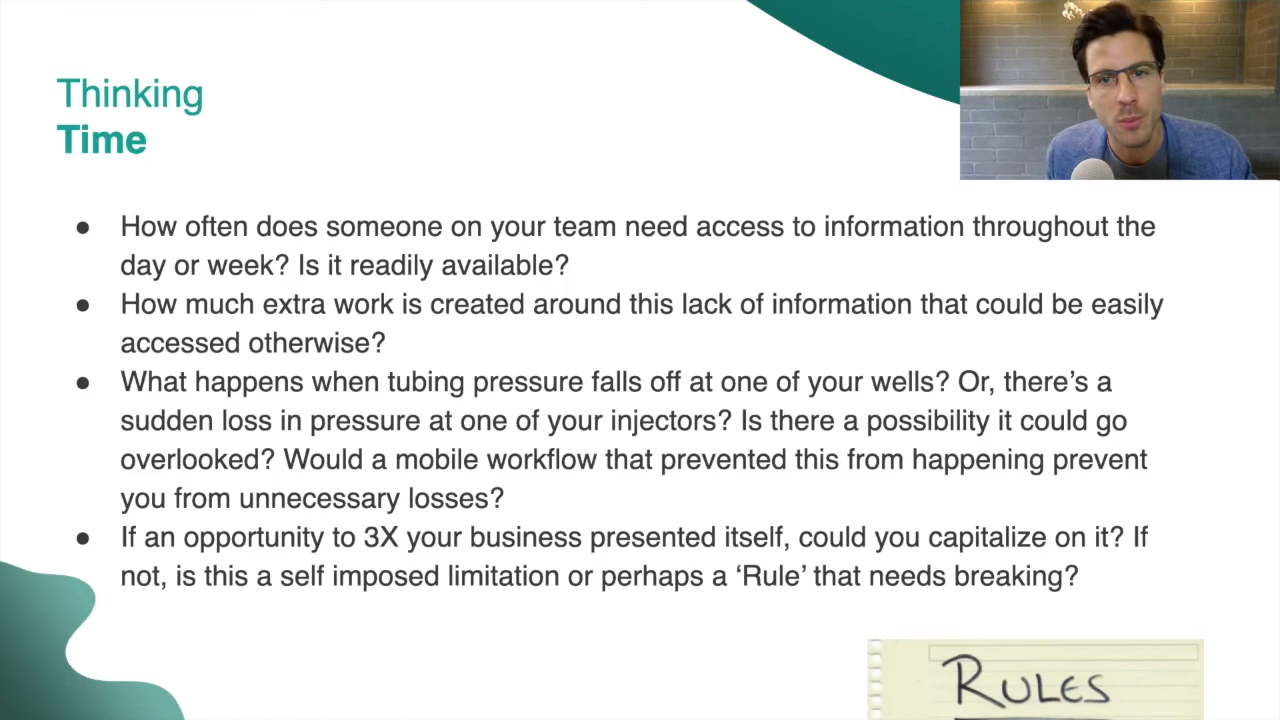 Thinking
Time
● How often does someone on your team need access to information throughout the
day or week? Is it readily available?
● How much extra work is created around this lack of information that could be easily
accessed otherwise?
● What happens when tubing pressure falls off at one of your wells? Or, there’s a
sudden loss in pressure at one of your injectors? Is there a possibility it could go
overlooked? Would a mobile workflow that prevented this from happening prevent
you from unnecessary losses?
● If an opportunity to 3X your business presented itself, could you capitalize on it? If
not, is this a self imposed limitation or perhaps a ‘Rule’ that needs breaking?
RULES